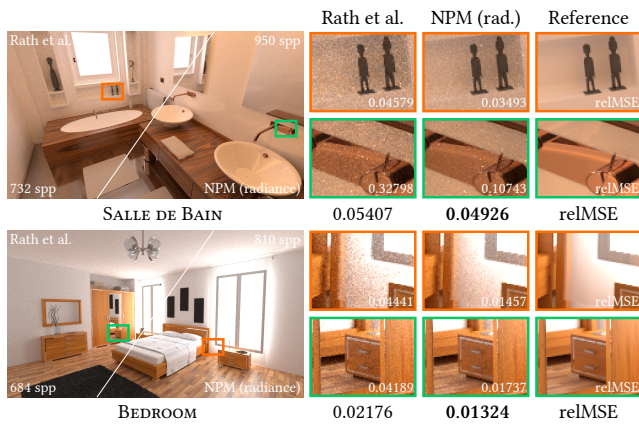 Rath et al. NPM (rad.) Reference
Rath et al. 950 spp
732 spp NPM (radiance)
0.04579 0.03493 relMSE
0.32798 0.10743 relMSE
SALLE DE BAIN 0.05407 0.04926 relMSE
Rath et al. 810 spp
684 spp NPM (radiance)
0.04441 0.01457 relMSE
0.04189 0.01737 relMSE
BEDROOM 0.02176 0.01324 relMSE